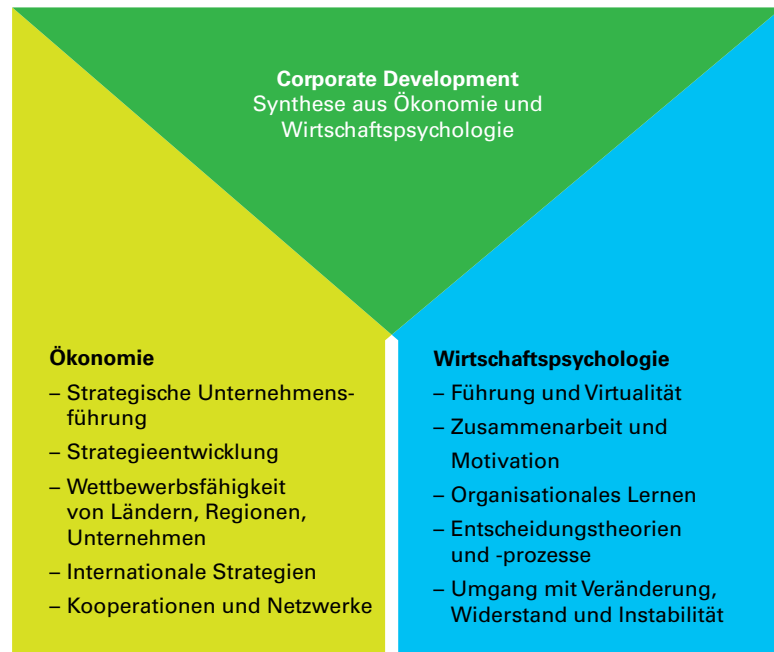 Corporate Development
Synthese aus Ökonomie und
Wirtschaftspsychologie
Ökonomie
– Strategische Unternehmens-
führung
– Strategieentwicklung
– Wettbewerbsfähigkeit
von Ländern, Regionen,
Unternehmen
– Internationale Strategien
– Kooperationen und Netzwerke
Wirtschaftspsychologie
– Führung und Virtualität
– Zusammenarbeit und
Motivation
– Organisationales Lernen
– Entscheidungstheorien
und -prozesse
– Umgang mit Veränderung,
Widerstand und Instabilität